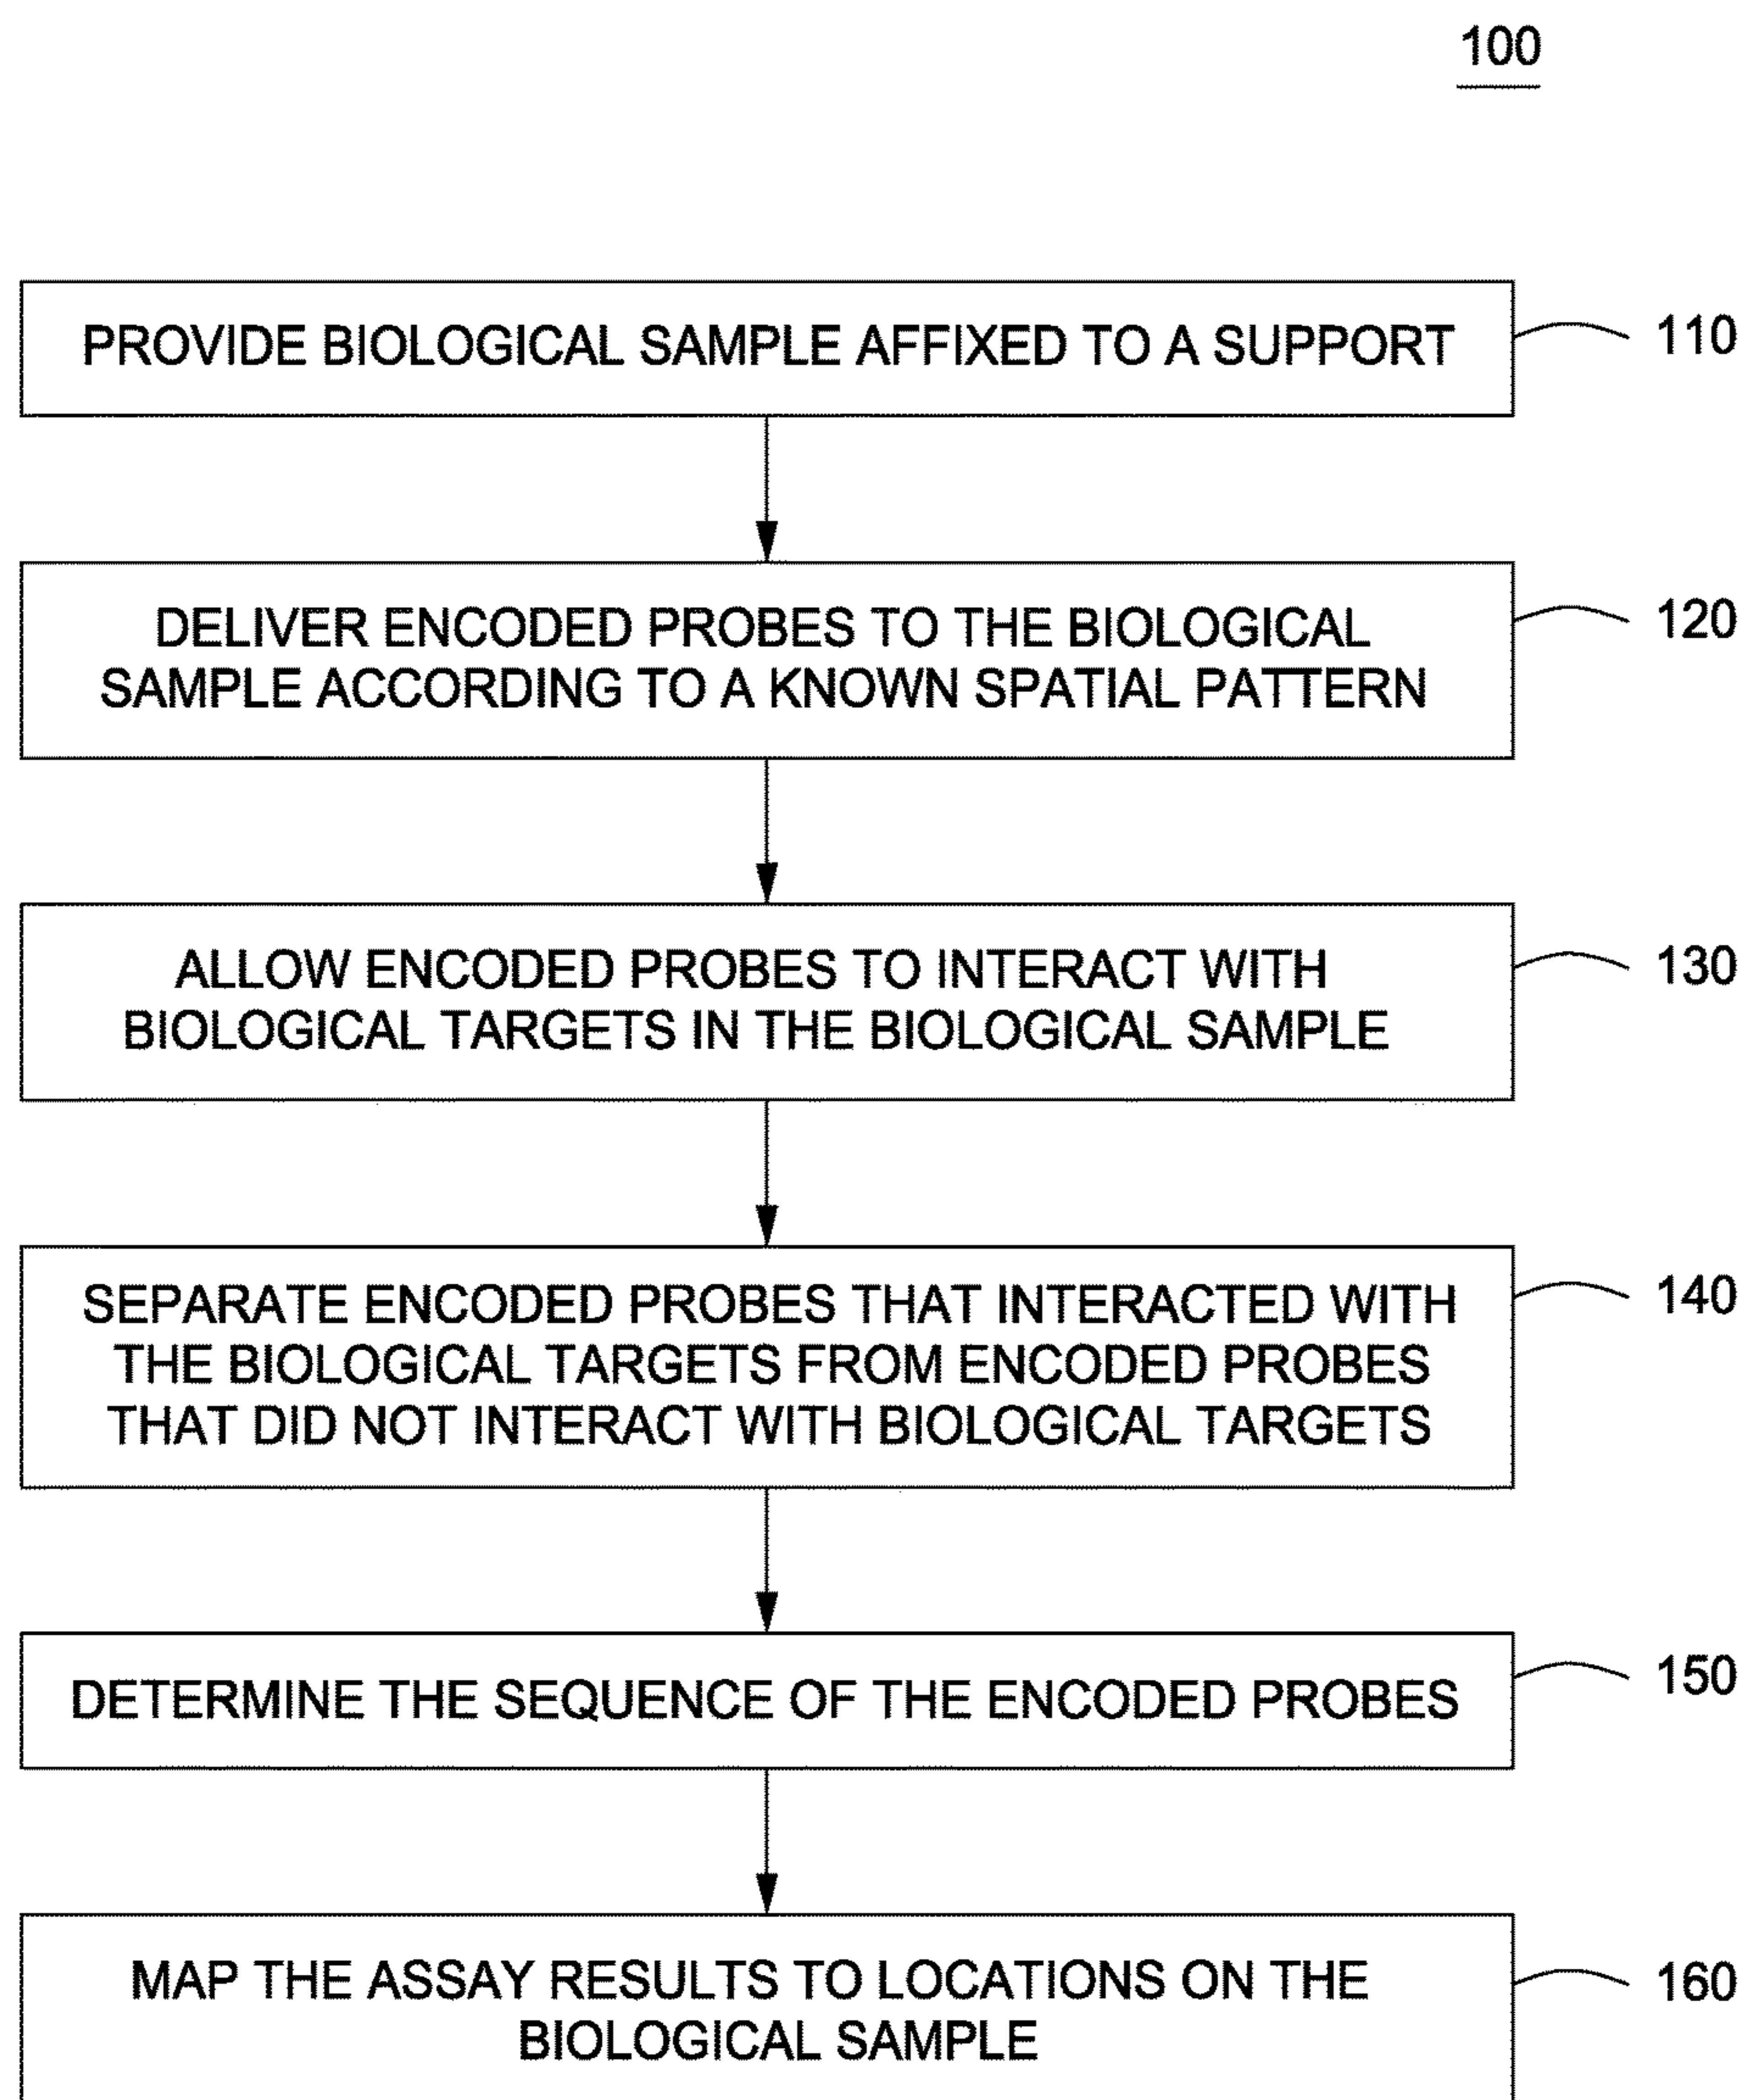 100
PROVIDE BIOLOGICAL SAMPLE AFFIXED TO A SUPPORT
110
DELIVER ENCODED PROBES TO THE BIOLOGICAL
SAMPLE ACCORDING TO A KNOWN SPATIAL PATTERN
120
ALLOW ENCODED PROBES TO INTERACT WITH
BIOLOGICAL TARGETS IN THE BIOLOGICAL SAMPLE
130
SEPARATE ENCODED PROBES THAT INTERACTED WITH
THE BIOLOGICAL TARGETS FROM ENCODED PROBES
THAT DID NOT INTERACT WITH BIOLOGICAL TARGETS
140
DETERMINE THE SEQUENCE OF THE ENCODED PROBES
150
MAP THE ASSAY RESULTS TO LOCATIONS ON THE
BIOLOGICAL SAMPLE
160